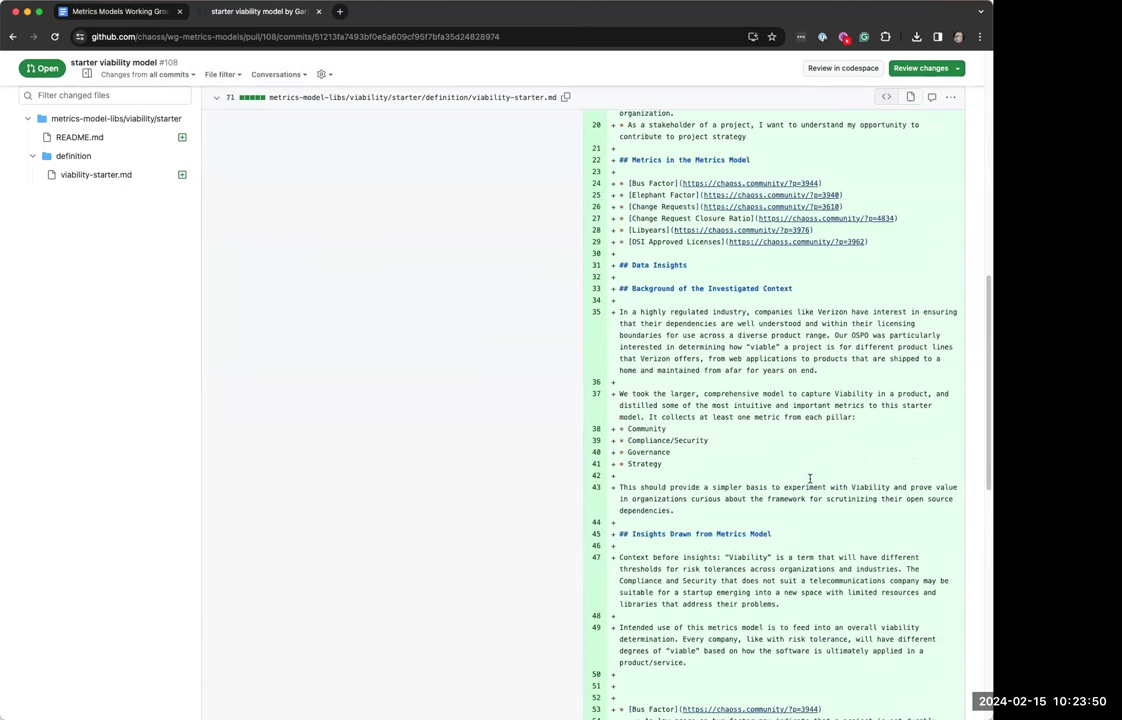 Metrics Models Working Gro
starter viability model by Gar
github.com/chaoss/wg-metrics-models/pull/108/commits/51213fa7493bf0e5a609cf95f7bfa35d24828974
Open
starter viability model #108
Changes from all commits
File filter
Conversations
Review in codespace
Review changes
Filter changed files
71 metrics-model-libs/viability/starter/definition/viability-starter.md
metrics-model-libs/viability/starter
README.md
definition
viability-starter.md
organization.
20 + * As a stakeholder of a project, I want to understand my opportunity to
contribute to project strategy
21 +
22 + ## Metrics in the Metrics Model
23 +
24 + * [Bus Factor](https://chaoss.community/?p=3944)
25 + * [Elephant Factor](https://chaoss.community/?p=3940)
26 + * [Change Requests](https://chaoss.community/?p=3610)
27 + * [Change Request Closure Ratio](https://chaoss.community/?p=4834)
28 + * [Libyears](https://chaoss.community/?p=3976)
29 + * [OSI Approved Licenses](https://chaoss.community/?p=3962)
30 +
31 + ## Data Insights
32 +
33 + ## Background of the Investigated Context
34 +
35 + In a highly regulated industry, companies like Verizon have interest in ensuring
that their dependencies are well understood and within their licensing
boundaries for use across a diverse product range. Our OSPO was particularly
interested in determining how “viable” a project is for different product lines
that Verizon offers, from web applications to products that are shipped to a
home and maintained from afar for years on end.
36 +
37 + We took the larger, comprehensive model to capture Viability in a product, and
distilled some of the most intuitive and important metrics to this starter
model. It collects at least one metric from each pillar:
38 + * Community
39 + * Compliance/Security
40 + * Governance
41 + * Strategy
42 +
43 + This should provide a simpler basis to experiment with Viability and prove value
in organizations curious about the framework for scrutinizing their open source
dependencies.
44 +
45 + ## Insights Drawn from Metrics Model
46 +
47 + Context before insights: “Viability” is a term that will have different
thresholds for risk tolerances across organizations and industries. The
Compliance and Security that does not suit a telecommunications company may be
suitable for a startup emerging into a new space with limited resources and
libraries that address their problems.
48 +
49 + Intended use of this metrics model is to feed into an overall viability
determination. Every company, like with risk tolerance, will have different
degrees of “viable” based on how the software is ultimately applied in a
product/service.
50 +
51 +
52 +
53 + * [Bus Factor](https://chaoss.community/?p=3944)
2024-02-15 10:23:50